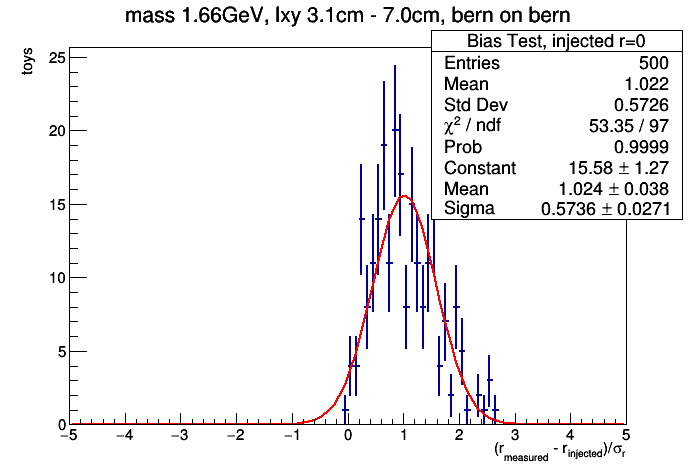 mass 1.66GeV, lxy 3.1cm - 7.0cm, bern on bern
Bias Test, injected r=0
Entries 500
Mean 1.022
Std Dev 0.5726
χ² / ndf 53.35 / 97
Prob 0.9999
Constant 15.58 ± 1.27
Mean 1.024 ± 0.038
Sigma 0.5736 ± 0.0271
toys
25
20
15
10
5
0
−5 −4 −3 −2 −1 0 1 2 3 4 5
(r_measured - r_injected)/σ_r